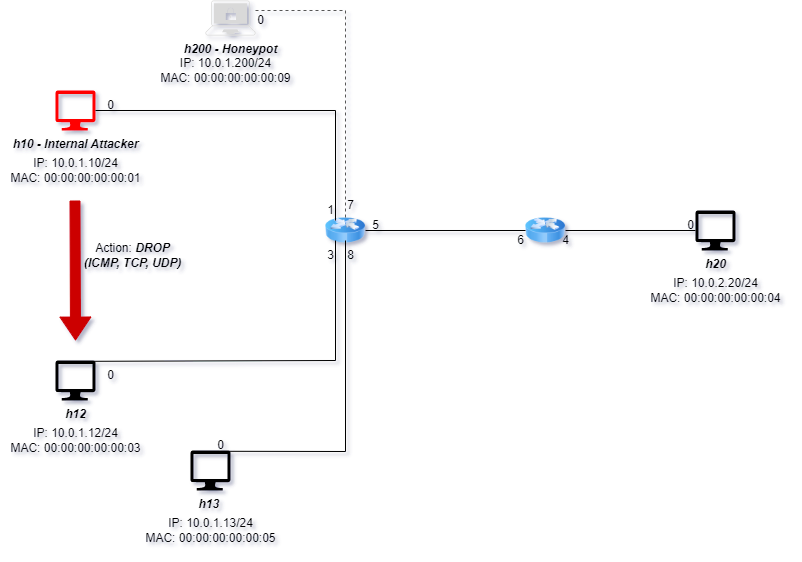 0
h200 - Honeypot
IP: 10.0.1.200/24
MAC: 00:00:00:00:00:09
0
h10 - Internal Attacker
IP: 10.0.1.10/24
MAC: 00:00:00:00:00:01
Action: DROP
(ICMP, TCP, UDP)
1
7
3
8
5
6
4
0
h20
IP: 10.0.2.20/24
MAC: 00:00:00:00:00:04
0
h12
IP: 10.0.1.12/24
MAC: 00:00:00:00:00:03
0
h13
IP: 10.0.1.13/24
MAC: 00:00:00:00:00:05